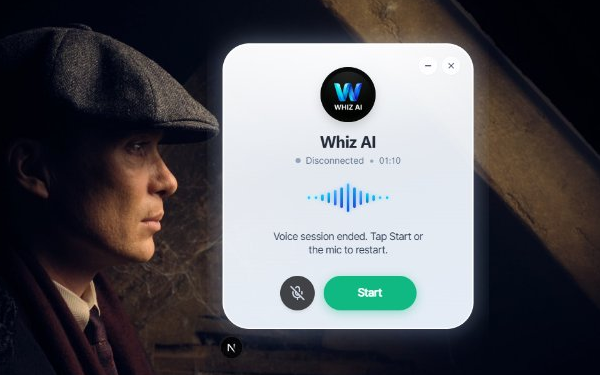 W
WHIZ AI
Whiz AI
Disconnected • 01:10
Voice session ended. Tap Start or
the mic to restart.
Start
N